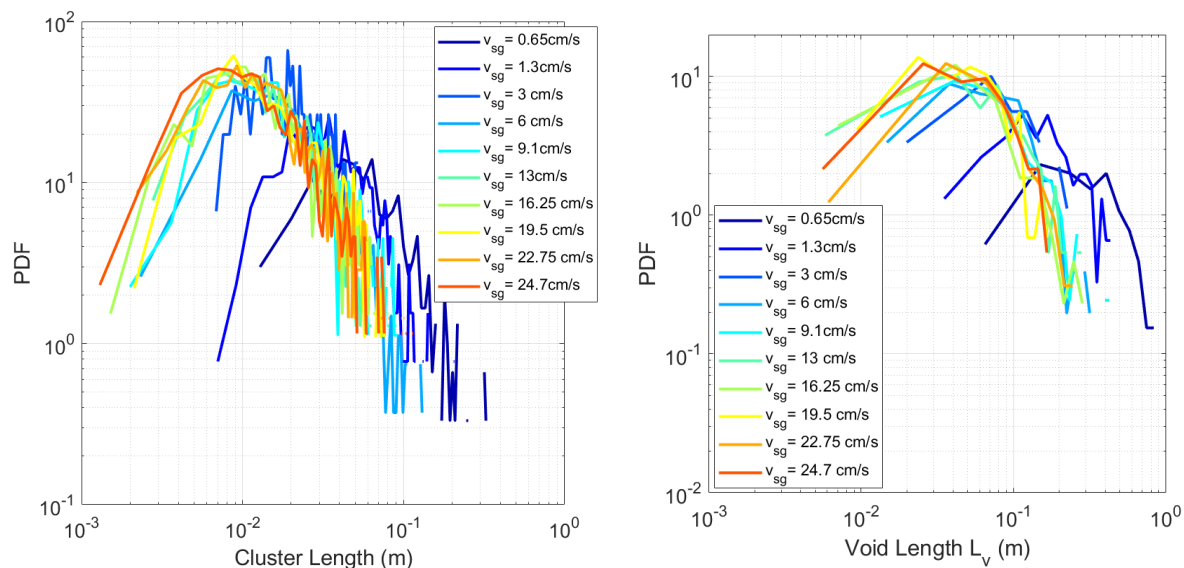 10^2
10^1
10^0
10^-1
PDF
10^-3
10^-2
10^-1
10^0
Cluster Length (m)
v_sg= 0.65cm/s
v_sg= 1.3cm/s
v_sg= 3 cm/s
v_sg= 6 cm/s
v_sg= 9.1cm/s
v_sg= 13cm/s
v_sg= 16.25 cm/s
v_sg= 19.5 cm/s
v_sg= 22.75 cm/s
v_sg= 24.7cm/s
10^1
10^0
10^-1
10^-2
PDF
10^-3
10^-2
10^-1
10^0
Void Length L_v (m)
v_sg= 0.65cm/s
v_sg= 1.3cm/s
v_sg= 3 cm/s
v_sg= 6 cm/s
v_sg= 9.1 cm/s
v_sg= 13 cm/s
v_sg= 16.25 cm/s
v_sg= 19.5 cm/s
v_sg= 22.75 cm/s
v_sg= 24.7 cm/s